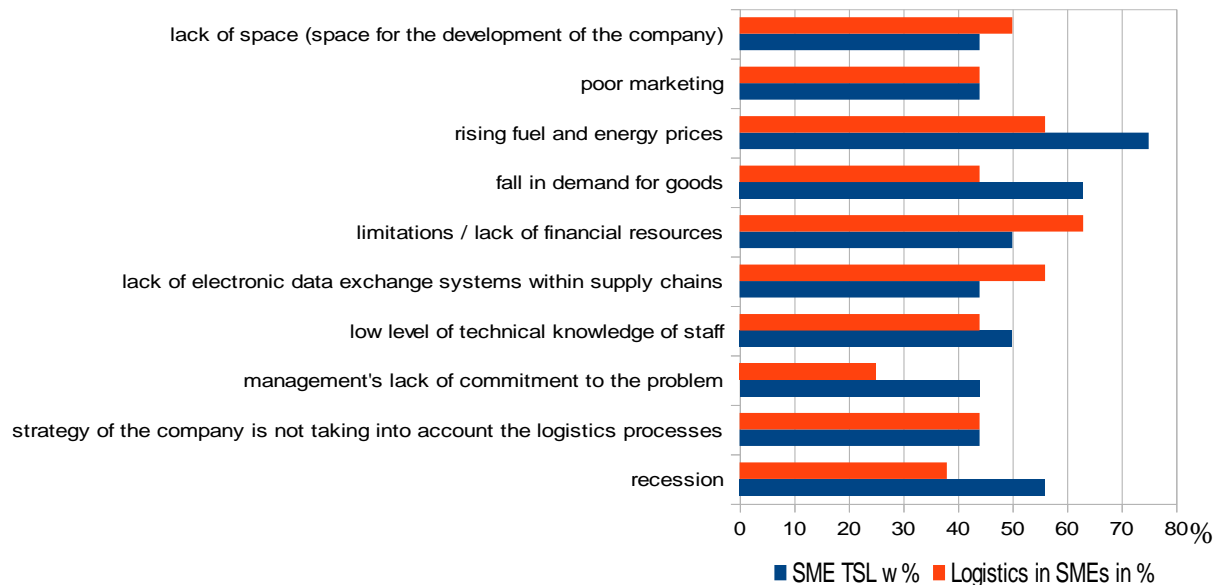 lack of space (space for the development of the company)
poor marketing
rising fuel and energy prices
fall in demand for goods
limitations / lack of financial resources
lack of electronic data exchange systems within supply chains
low level of technical knowledge of staff
management's lack of commitment to the problem
strategy of the company is not taking into account the logistics processes
recession
0 10 20 30 40 50 60 70 80 %
SME TSL w % Logistics in SMEs in %